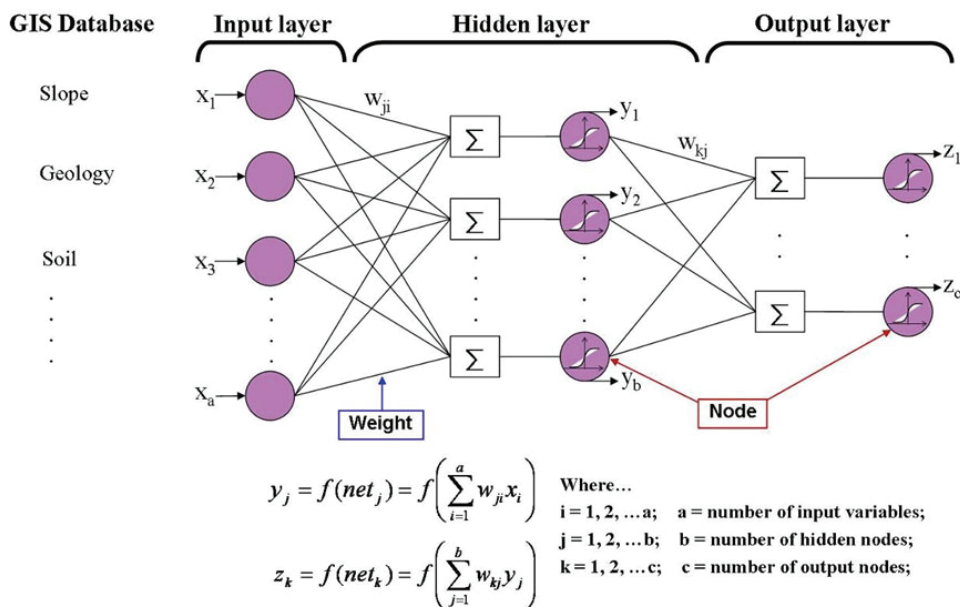 GIS Database Input layer Hidden layer Output layer
Slope
Geology
Soil
x1
x2
x3
xa
wji
Σ
Σ
Σ
y1
y2
yb
wkj
Σ
Σ
z1
zc
Weight
Node
yj = f(netj) = f(∑ a i=1 wji xi)
zk = f(netk) = f(∑ b j=1 wkj yj)
Where…
i = 1, 2, …a; a = number of input variables;
j = 1, 2, …b; b = number of hidden nodes;
k = 1, 2, …c; c = number of output nodes;